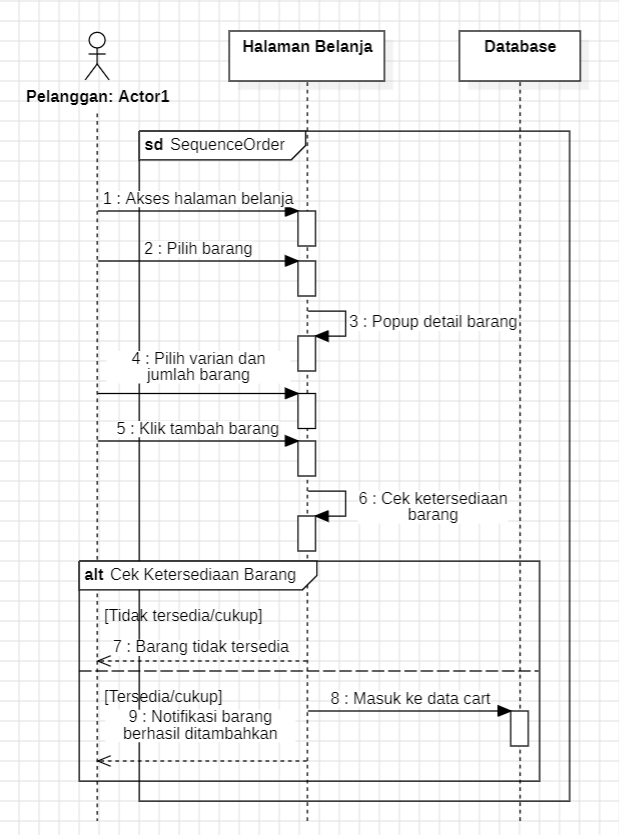 Pelanggan: Actor1
Halaman Belanja
Database
sd SequenceOrder
1 : Akses halaman belanja
2 : Pilih barang
3 : Popup detail barang
4 : Pilih varian dan
jumlah barang
5 : Klik tambah barang
6 : Cek ketersediaan
barang
alt Cek Ketersediaan Barang
[Tidak tersedia/cukup]
7 : Barang tidak tersedia
[Tersedia/cukup]
8 : Masuk ke data cart
9 : Notifikasi barang
berhasil ditambahkan